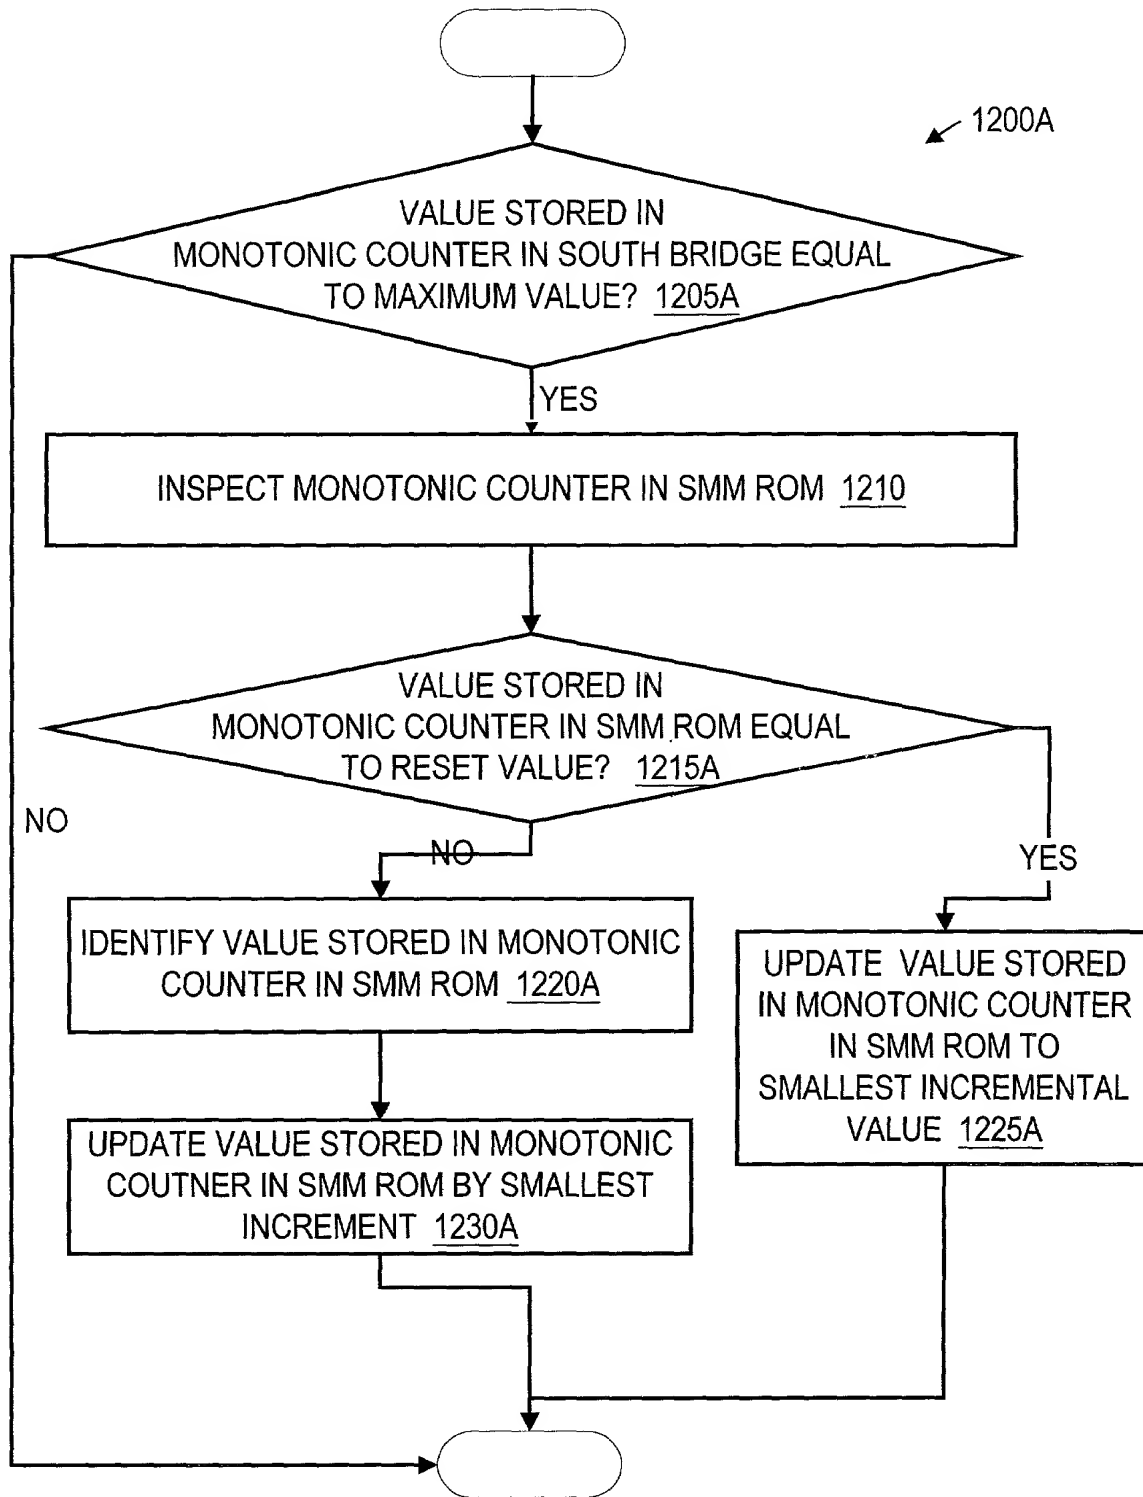 1200A
VALUE STORED IN
MONOTONIC COUNTER IN SOUTH BRIDGE EQUAL
TO MAXIMUM VALUE? 1205A
YES
INSPECT MONOTONIC COUNTER IN SMM ROM 1210
VALUE STORED IN
MONOTONIC COUNTER IN SMM ROM EQUAL
TO RESET VALUE? 1215A
NO
NO
YES
IDENTIFY VALUE STORED IN MONOTONIC
COUNTER IN SMM ROM 1220A
UPDATE VALUE STORED
IN MONOTONIC COUNTER
IN SMM ROM TO
SMALLEST INCREMENTAL
VALUE 1225A
UPDATE VALUE STORED IN MONOTONIC
COUTNER IN SMM ROM BY SMALLEST
INCREMENT 1230A